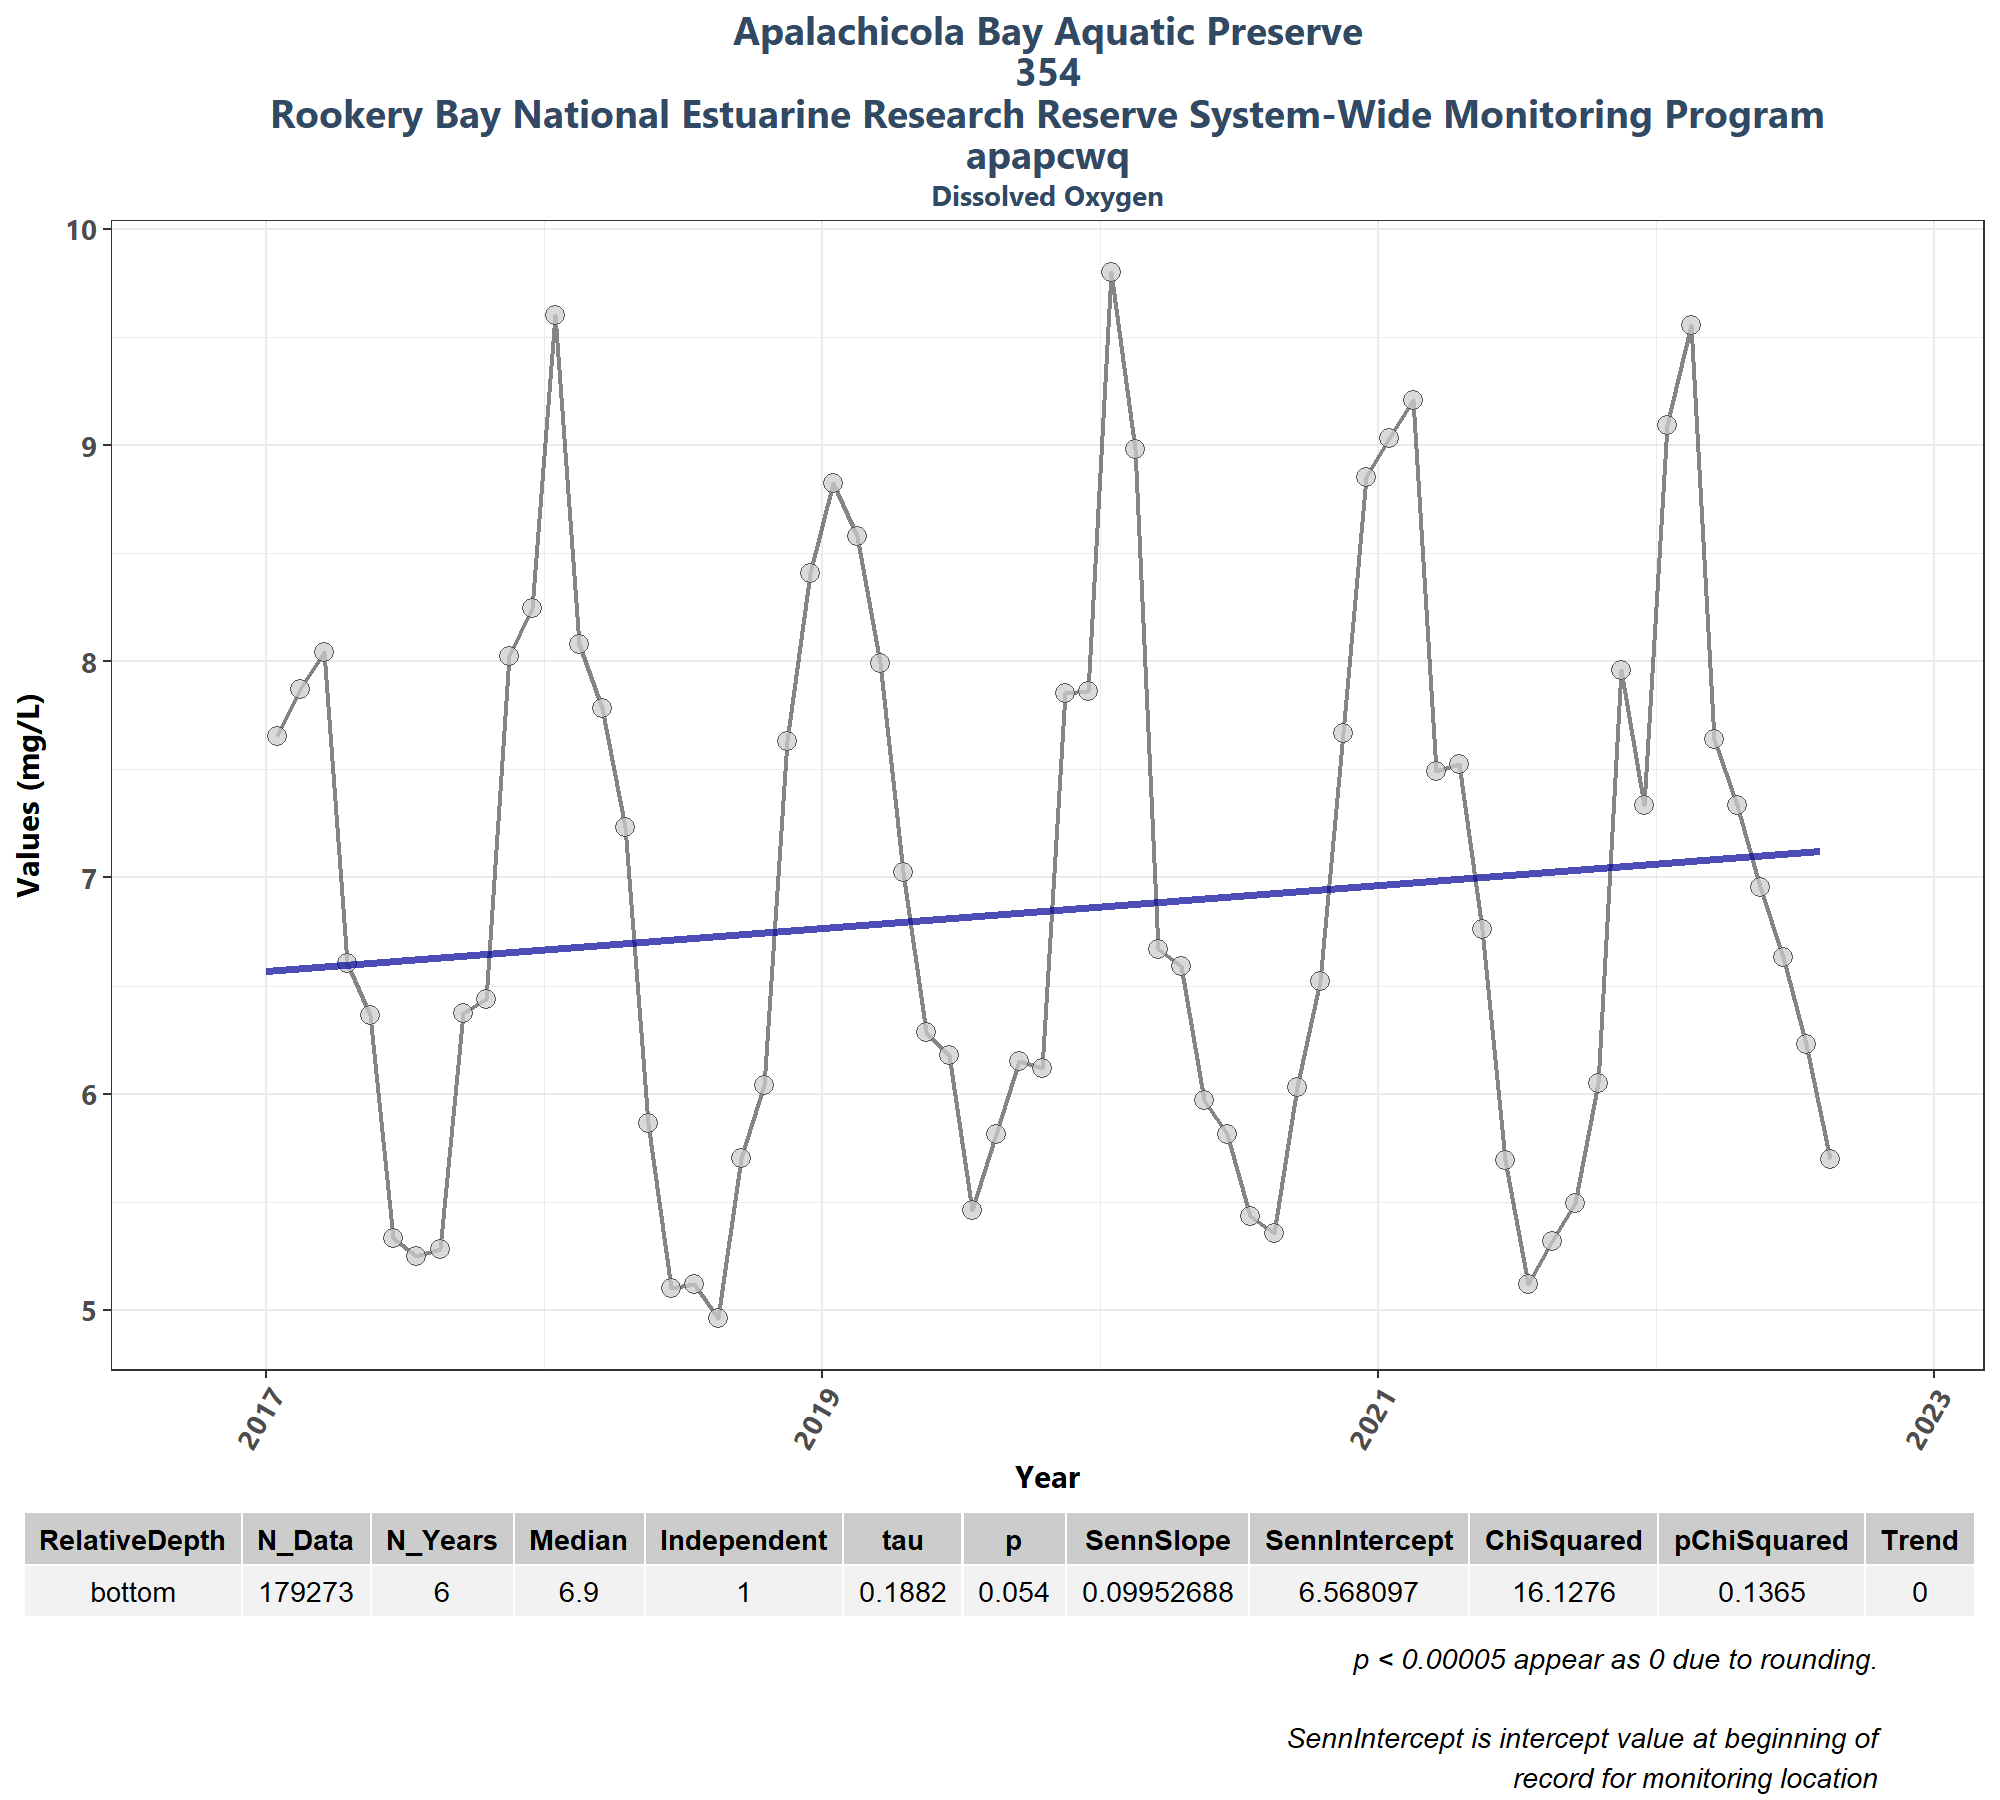 Apalachicola Bay Aquatic Preserve
354
Rookery Bay National Estuarine Research Reserve System-Wide Monitoring Program
apapcwq
Dissolved Oxygen
10
9
8
7
6
5
Values (mg/L)
2017
2019
2021
2023
Year
RelativeDepth N_Data N_Years Median Independent tau p SennSlope SennIntercept ChiSquared pChiSquared Trend
bottom 179273 6 6.9 1 0.1882 0.054 0.09952688 6.568097 16.1276 0.1365 0
p < 0.00005 appear as 0 due to rounding.
SennIntercept is intercept value at beginning of
record for monitoring location